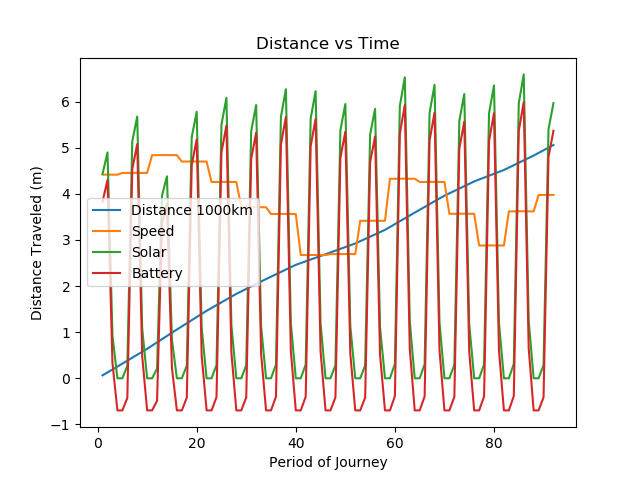 Distance vs Time
Distance Traveled (m)
6
5
4
3
2
1
0
−1
Distance 1000km
Speed
Solar
Battery
0 20 40 60 80
Period of Journey